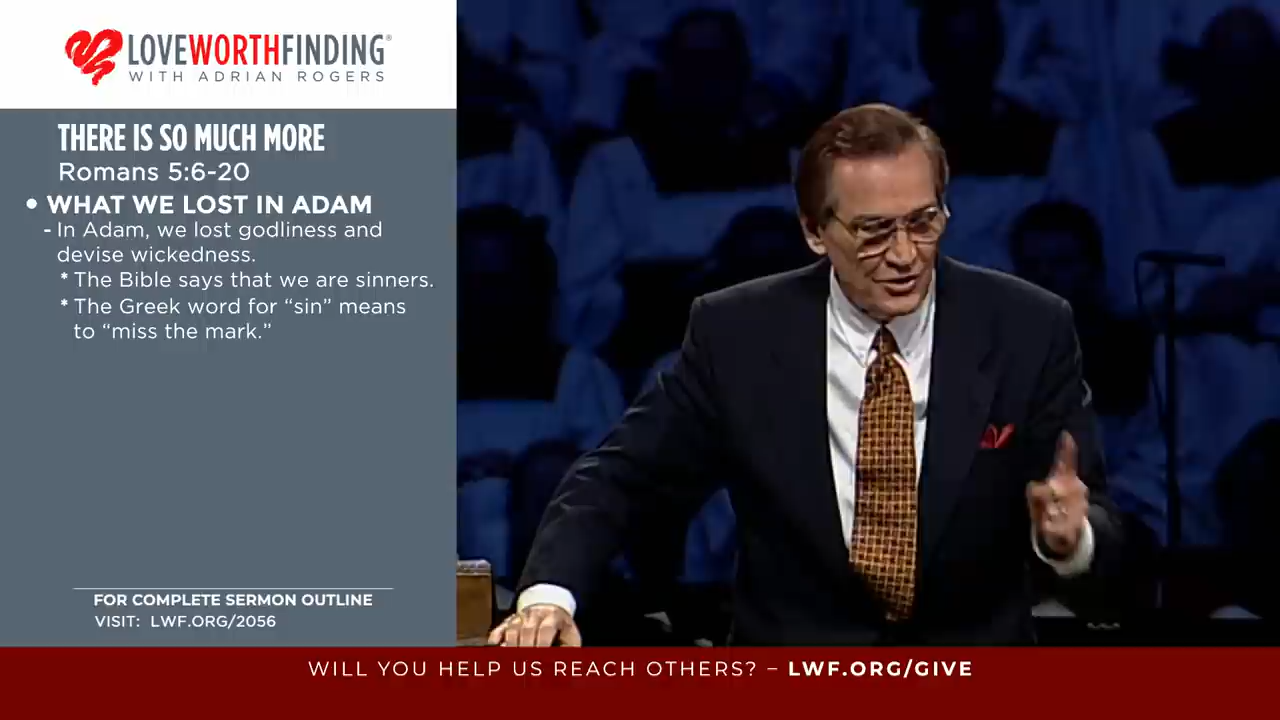 LOVEWORTHFINDING®
WITH ADRIAN ROGERS
THERE IS SO MUCH MORE
Romans 5:6-20
• WHAT WE LOST IN ADAM
- In Adam, we lost godliness and
devise wickedness.
* The Bible says that we are sinners.
* The Greek word for “sin” means
to “miss the mark.”
FOR COMPLETE SERMON OUTLINE
VISIT: LWF.ORG/2056
WILL YOU HELP US REACH OTHERS? – LWF.ORG/GIVE